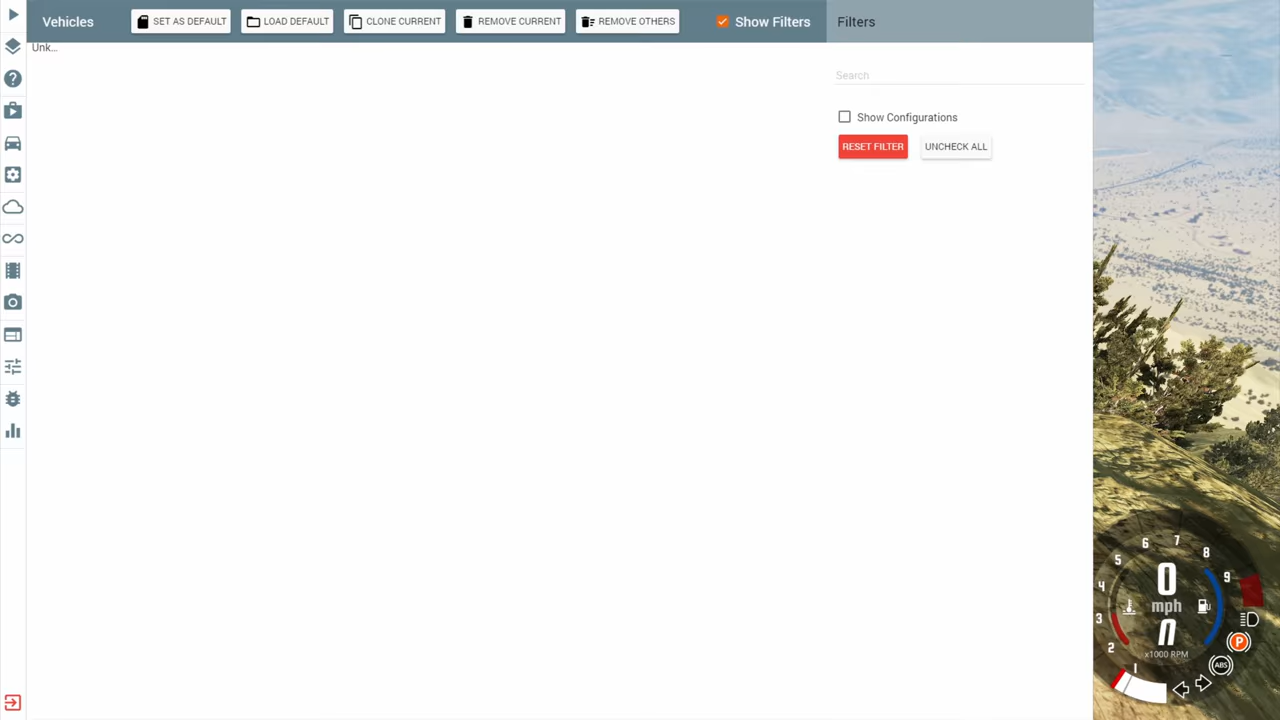 Vehicles
SET AS DEFAULT
LOAD DEFAULT
CLONE CURRENT
REMOVE CURRENT
REMOVE OTHERS
Show Filters
Filters
Unk...
Search
Show Configurations
RESET FILTER
UNCHECK ALL
1
2
3
4
5
6
7
8
9
0
mph
n
x1000 RPM
P
ABS